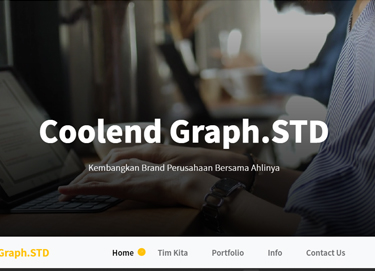 Coolend Graph.STD
Kembangkan Brand Perusahaan Bersama Ahlinya
Graph.STD Home Tim Kita Portfolio Info Contact Us